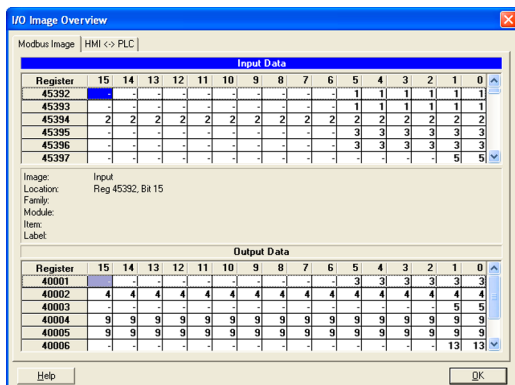 I/O Image Overview
Modbus Image HMI <-> PLC
Input Data
Register 15 14 13 12 11 10 9 8 7 6 5 4 3 2 1 0
45392 - - - - - - - - - - 1 1 1 1 1 1
45393 - - - - - - - - - - 1 1 1 1 1 1
45394 2 2 2 2 2 2 2 2 2 2 2 2 2 2 2 2
45395 - - - - - - - - - - 3 3 3 3 3 3
45396 - - - - - - - - - - 3 3 3 3 3 3
45397 - - - - - - - - - - - - - - 5 5
Image: Input
Location: Reg 45392, Bit 15
Family:
Module:
Item:
Label:
Output Data
Register 15 14 13 12 11 10 9 8 7 6 5 4 3 2 1 0
40001 - - - - - - - - - - 3 3 3 3 3 3
40002 4 4 4 4 4 4 4 4 4 4 4 4 4 4 4 4
40003 - - - - - - - - - - - - - - 5 5
40004 9 9 9 9 9 9 9 9 9 9 9 9 9 9 9 9
40005 9 9 9 9 9 9 9 9 9 9 9 9 9 9 9 9
40006 - - - - - - - - - - - - - - 13 13
Help OK